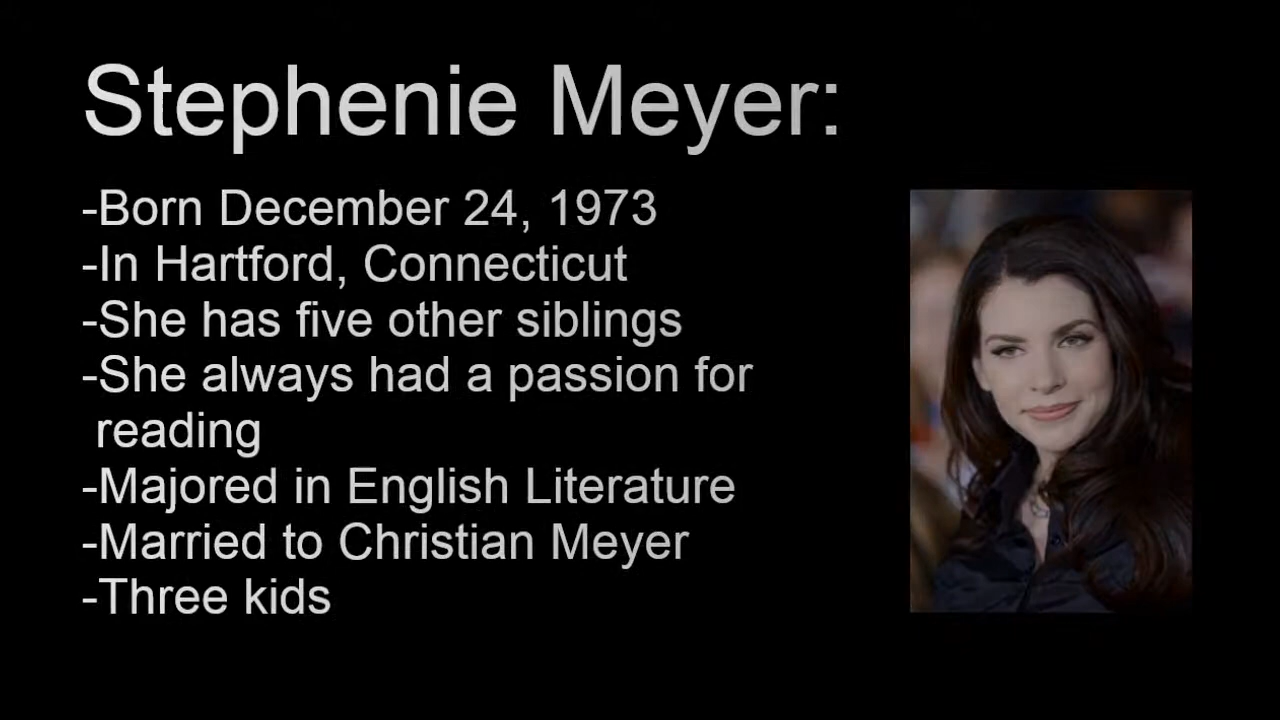 Stephenie Meyer:
-Born December 24, 1973
-In Hartford, Connecticut
-She has five other siblings
-She always had a passion for
reading
-Majored in English Literature
-Married to Christian Meyer
-Three kids